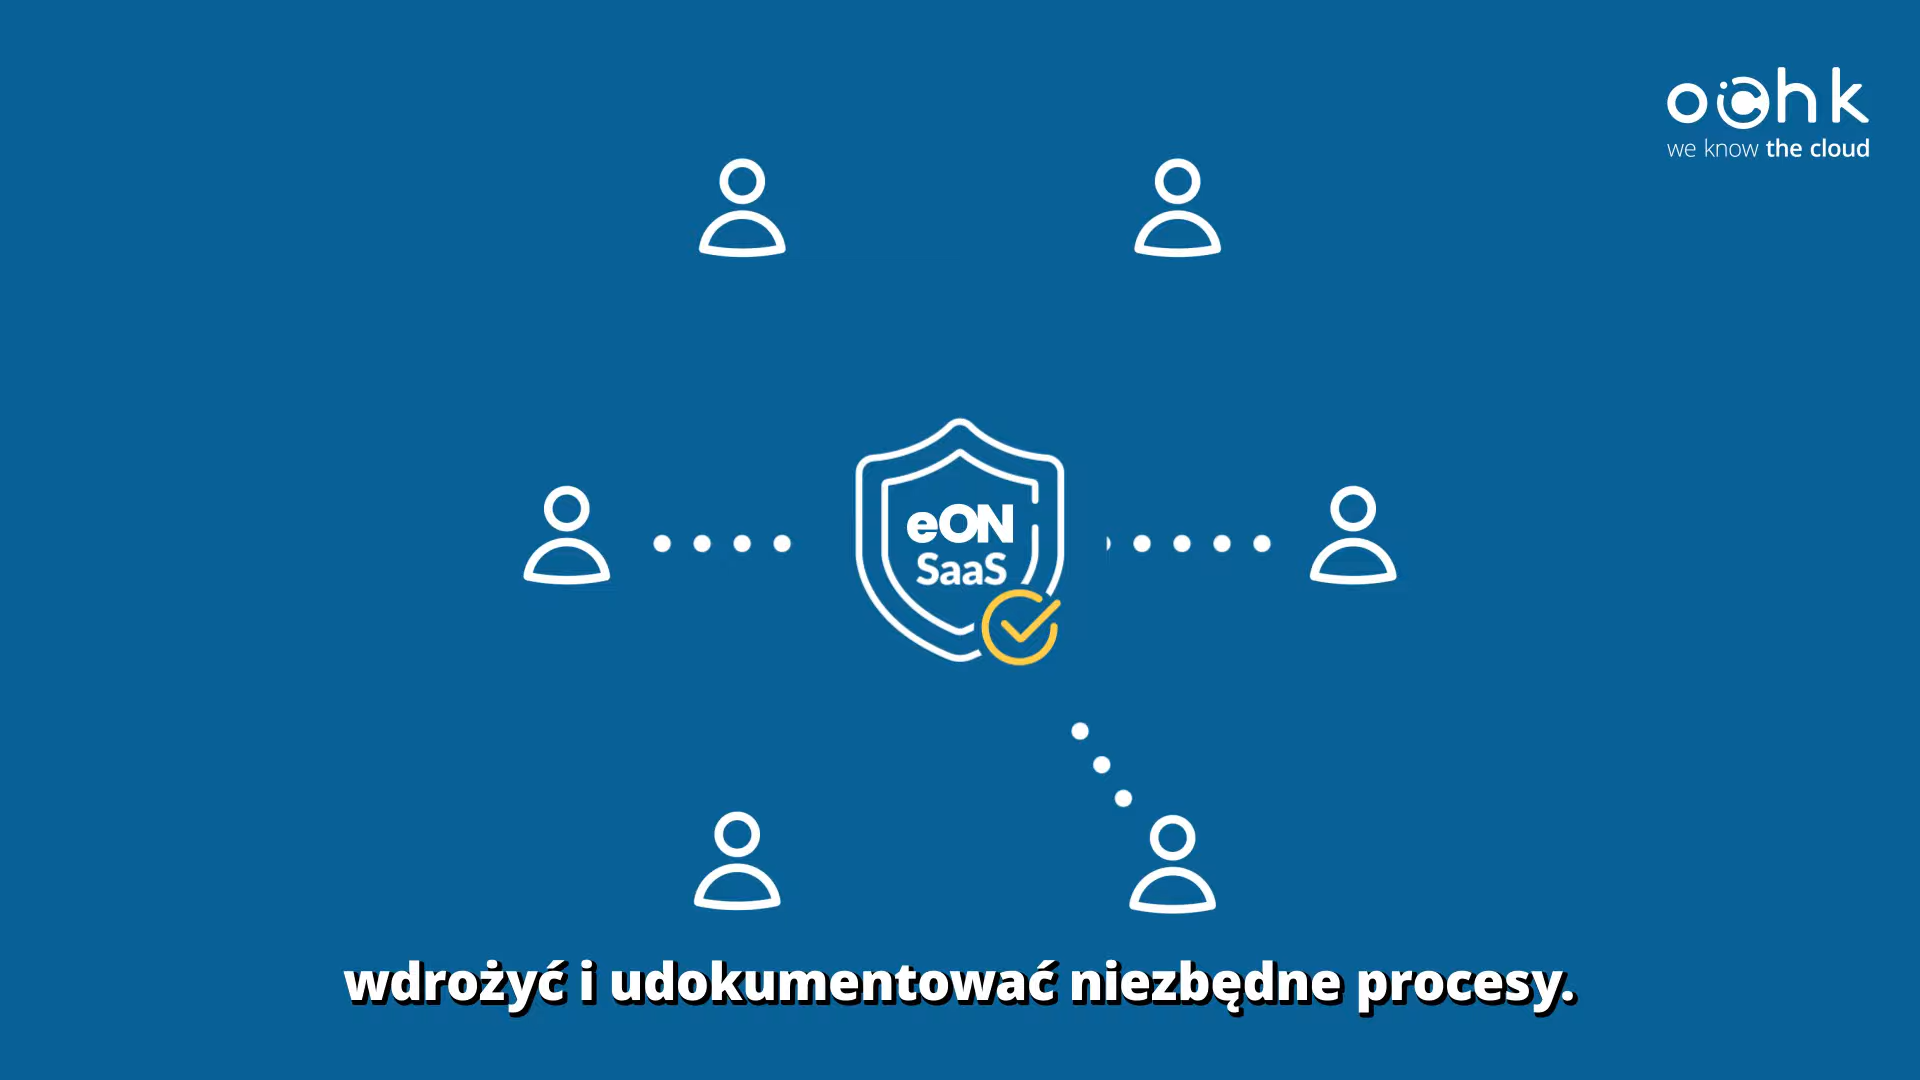 ochk
we know the cloud
eON
SaaS
wdrożyć i udokumentować niezbędne procesy.